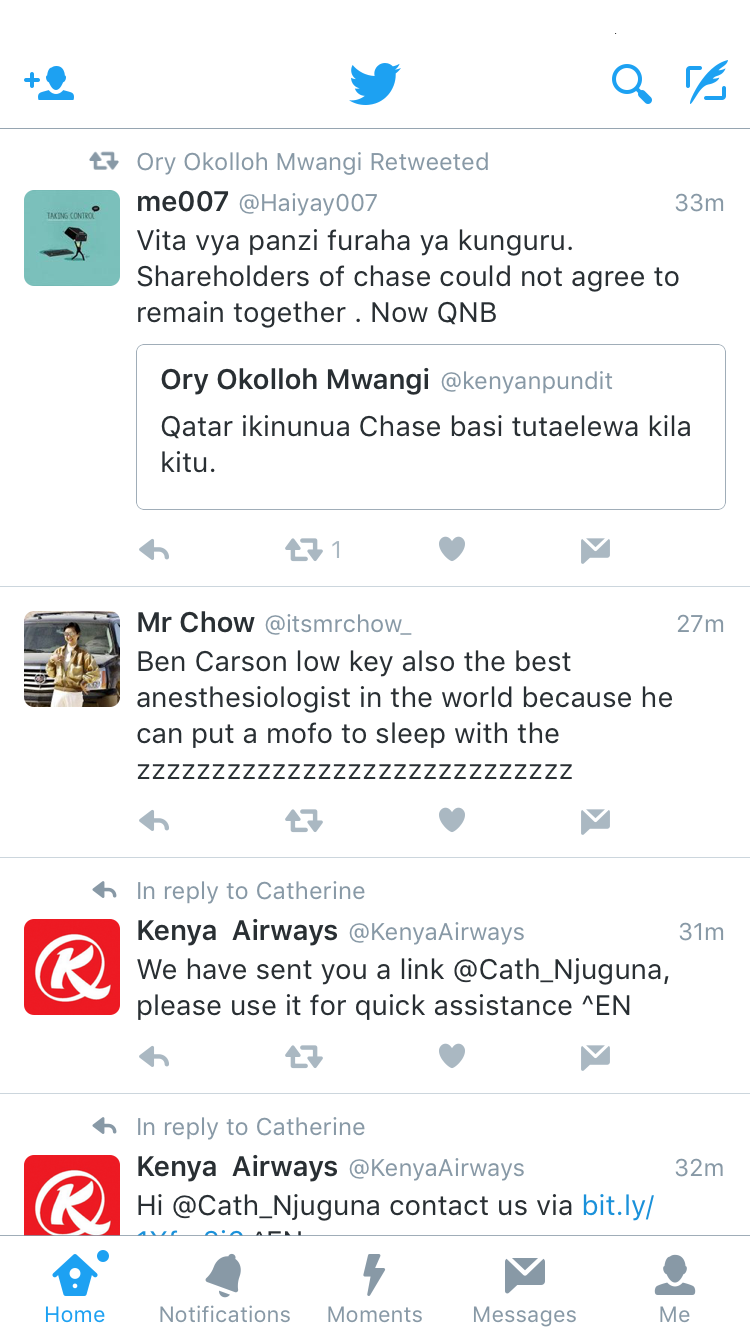 Ory Okolloh Mwangi Retweeted
TAKING CONTROL
me007 @Haiyay007 33m
Vita vya panzi furaha ya kunguru.
Shareholders of chase could not agree to
remain together . Now QNB
Ory Okolloh Mwangi @kenyanpundit
Qatar ikinunua Chase basi tutaelewa kila
kitu.
1
Mr Chow @itsmrchow_ 27m
Ben Carson low key also the best
anesthesiologist in the world because he
can put a mofo to sleep with the
zzzzzzzzzzzzzzzzzzzzzzzzzzzzz
In reply to Catherine
Kenya Airways @KenyaAirways 31m
We have sent you a link @Cath_Njuguna,
please use it for quick assistance ^EN
In reply to Catherine
Kenya Airways @KenyaAirways 32m
Hi @Cath_Njuguna contact us via bit.ly/
^EN
Home Notifications Moments Messages Me